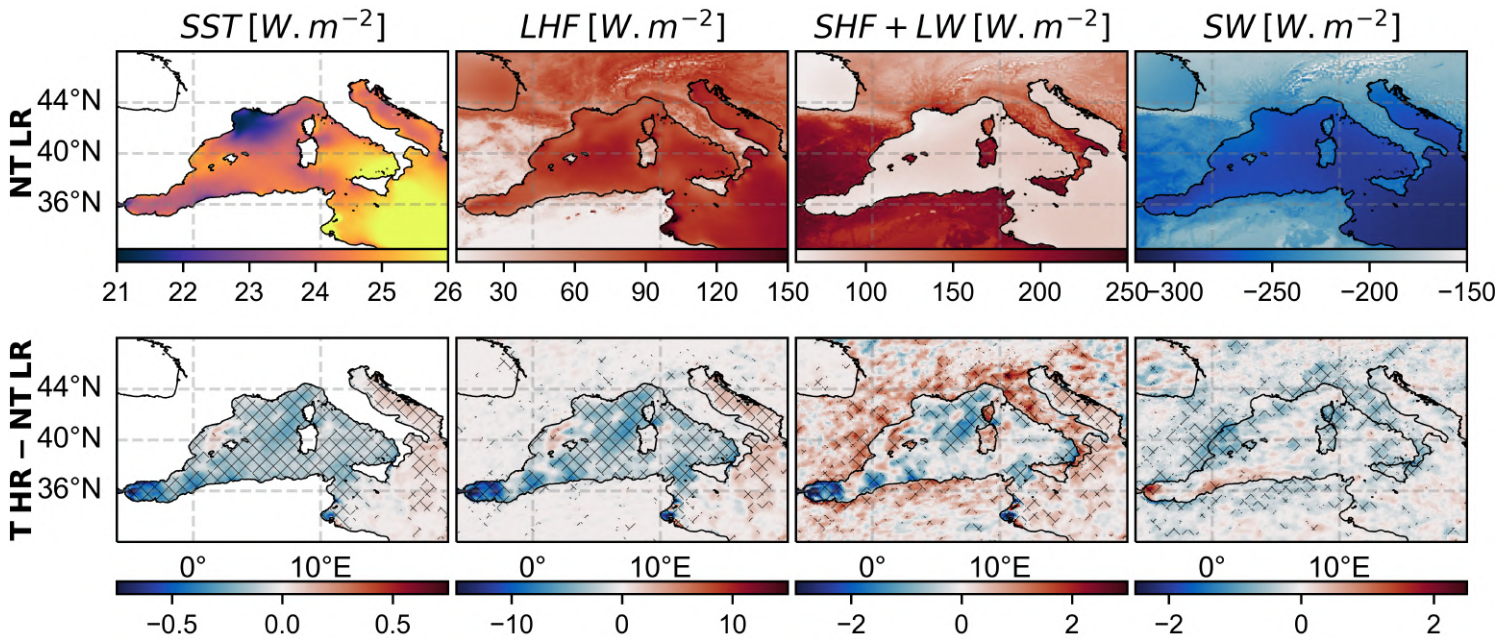 SST [W. m−2] LHF [W. m−2] SHF + LW [W. m−2] SW [W. m−2]
NT LR
44°N
40°N
36°N
21 22 23 24 25 26 30 60 90 120 150 100 150 200 250 −300 −250 −200 −150
T HR − NT LR
44°N
40°N
36°N
0° 10°E 0° 10°E 0° 10°E 0° 10°E
−0.5 0.0 0.5 −10 0 10 −2 0 2 −2 0 2